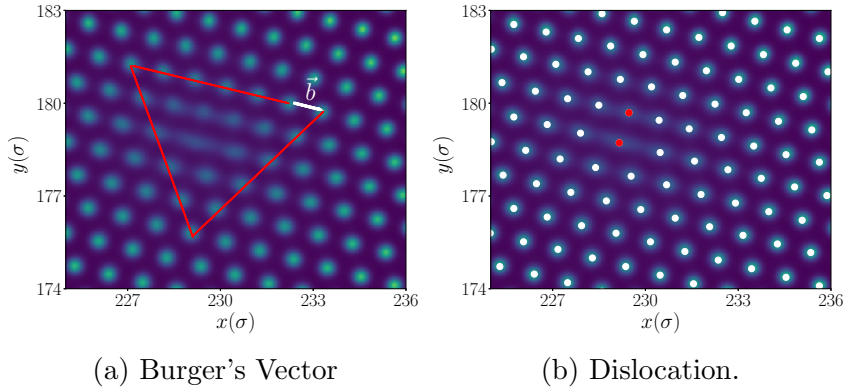 183
180
177
174
y(σ)
227
230
233
236
x(σ)
b⃗
183
180
177
174
y(σ)
227
230
233
236
x(σ)
(a) Burger's Vector
(b) Dislocation.